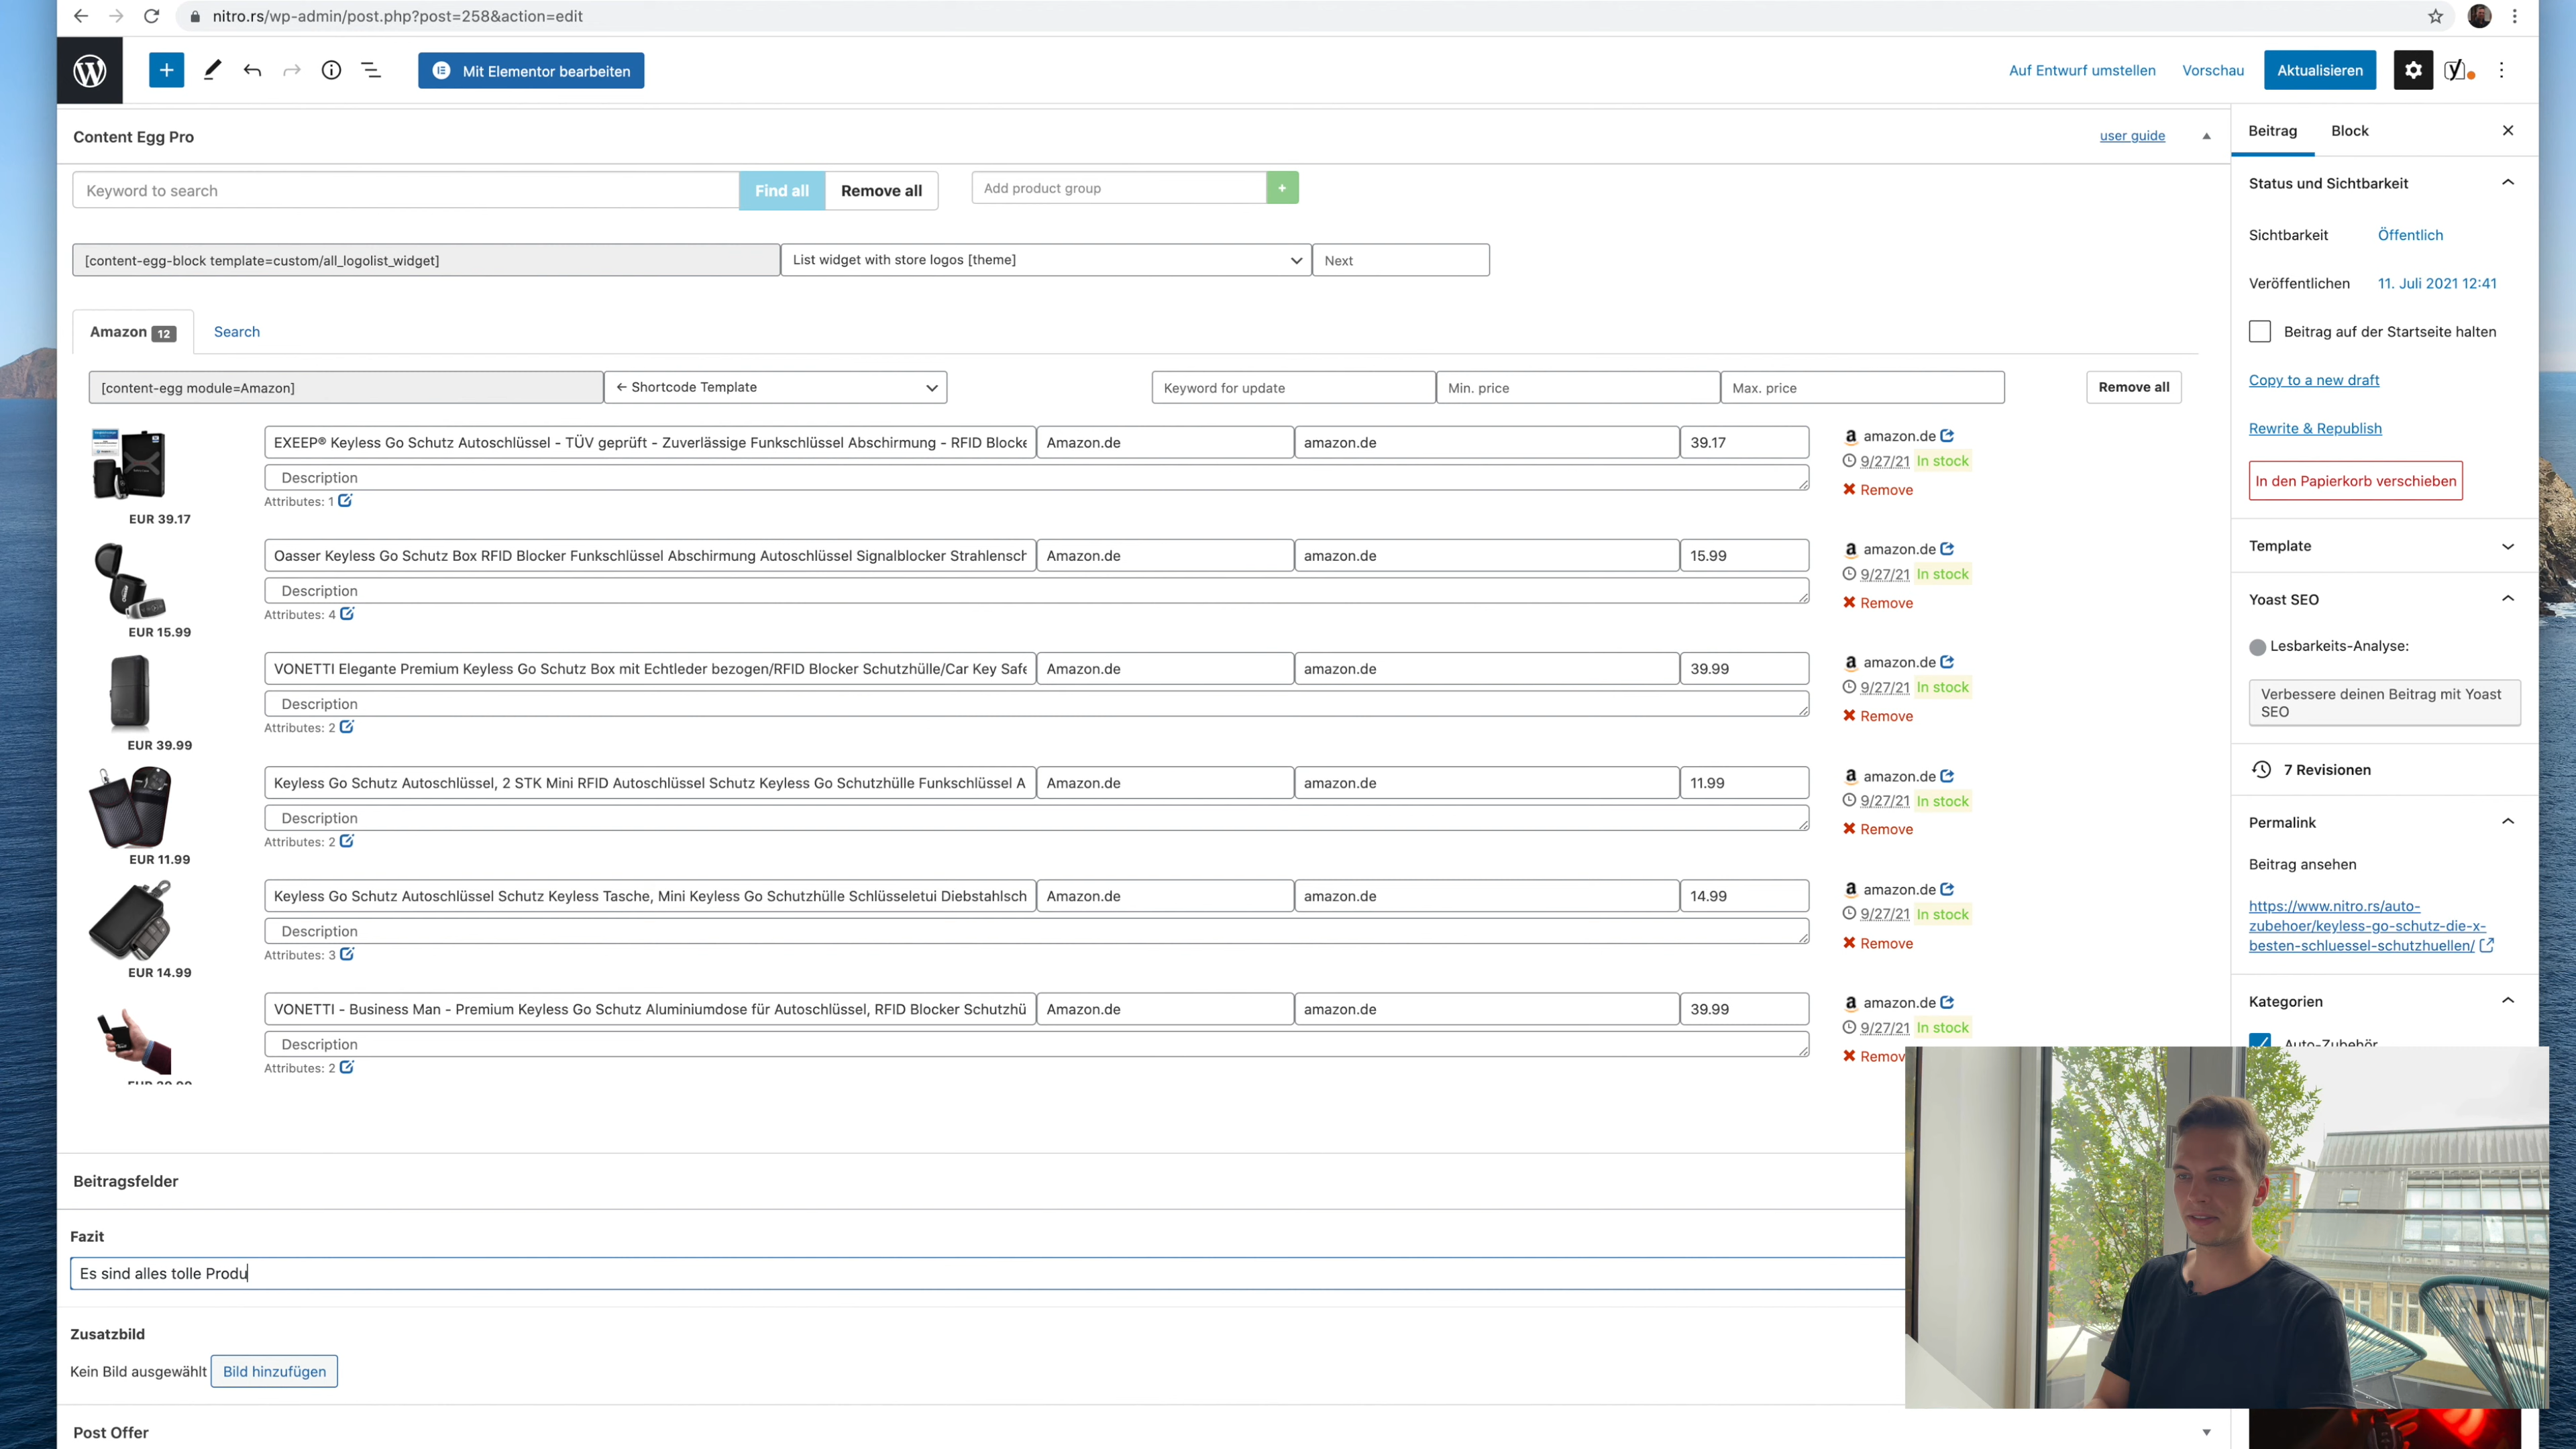 nitro.rs/wp-admin/post.php?post=258&action=edit
Mit Elementor bearbeiten
Auf Entwurf umstellen
Vorschau
Aktualisieren
Content Egg Pro
user guide
Keyword to search
Find all
Remove all
Add product group
+
[content-egg-block template=custom/all_logolist_widget]
List widget with store logos [theme]
Next
Amazon 12
Search
[content-egg module=Amazon]
← Shortcode Template
Keyword for update
Min. price
Max. price
Remove all
EXEEP® Keyless Go Schutz Autoschlüssel - TÜV geprüft - Zuverlässige Funkschlüssel Abschirmung - RFID Blocke
Amazon.de
amazon.de
39.17
amazon.de
9/27/21 In stock
Remove
Description
Attributes: 1
EUR 39.17
Oasser Keyless Go Schutz Box RFID Blocker Funkschlüssel Abschirmung Autoschlüssel Signalblocker Strahlensch
Amazon.de
amazon.de
15.99
amazon.de
9/27/21 In stock
Remove
Description
Attributes: 4
EUR 15.99
VONETTI Elegante Premium Keyless Go Schutz Box mit Echtleder bezogen/RFID Blocker Schutzhülle/Car Key Safe
Amazon.de
amazon.de
39.99
amazon.de
9/27/21 In stock
Remove
Description
Attributes: 2
EUR 39.99
Keyless Go Schutz Autoschlüssel, 2 STK Mini RFID Autoschlüssel Schutz Keyless Go Schutzhülle Funkschlüssel A
Amazon.de
amazon.de
11.99
amazon.de
9/27/21 In stock
Remove
Description
Attributes: 2
EUR 11.99
Keyless Go Schutz Autoschlüssel Schutz Keyless Tasche, Mini Keyless Go Schutzhülle Schlüsseletui Diebstahlsch
Amazon.de
amazon.de
14.99
amazon.de
9/27/21 In stock
Remove
Description
Attributes: 3
EUR 14.99
VONETTI - Business Man - Premium Keyless Go Schutz Aluminiumdose für Autoschlüssel, RFID Blocker Schutzhü
Amazon.de
amazon.de
39.99
amazon.de
9/27/21 In stock
Remov
Description
Attributes: 2
Beitragsfelder
Fazit
Es sind alles tolle Produ
Zusatzbild
Kein Bild ausgewählt
Bild hinzufügen
Post Offer
Beitrag
Block
Status und Sichtbarkeit
Sichtbarkeit
Öffentlich
Veröffentlichen
11. Juli 2021 12:41
Beitrag auf der Startseite halten
Copy to a new draft
Rewrite & Republish
In den Papierkorb verschieben
Template
Yoast SEO
Lesbarkeits-Analyse:
Verbessere deinen Beitrag mit Yoast
SEO
7 Revisionen
Permalink
Beitrag ansehen
https://www.nitro.rs/auto-
zubehoer/keyless-go-schutz-die-x-
besten-schluessel-schutzhuellen/
Kategorien
Auto-Zubehör